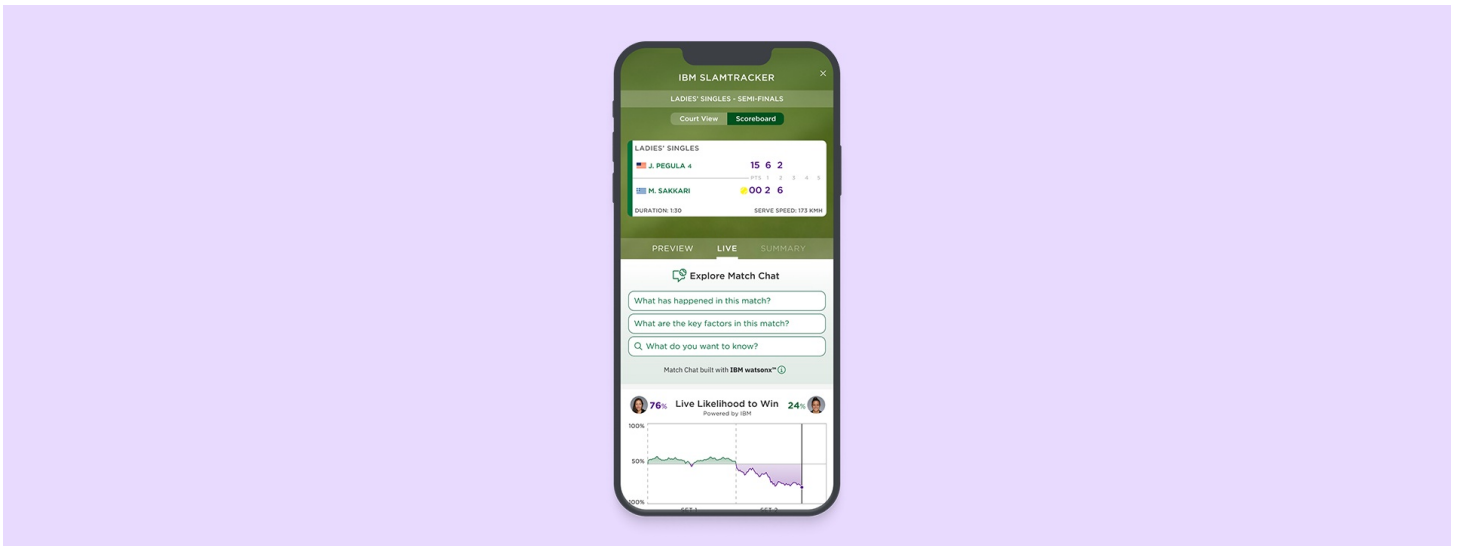 IBM SLAMTRACKER ×
LADIES' SINGLES - SEMI-FINALS
Court View Scoreboard
LADIES' SINGLES
J. PEGULA 4 15 6 2
PTS 1 2 3 4 5
M. SAKKARI 00 2 6
DURATION: 1:30 SERVE SPEED: 173 KMH
PREVIEW LIVE SUMMARY
Explore Match Chat
What has happened in this match?
What are the key factors in this match?
What do you want to know?
Match Chat built with IBM watsonx™
76% Live Likelihood to Win 24%
Powered by IBM
100%
50%
100%
SET 1 SET 2